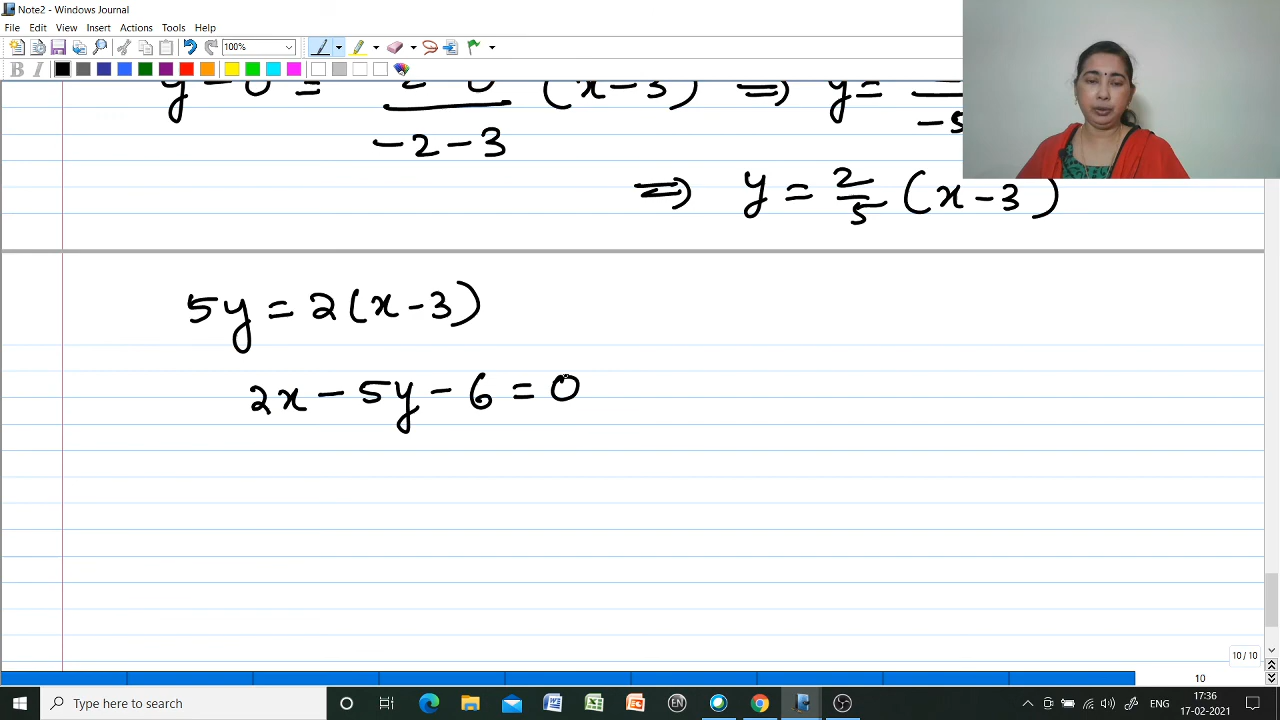 Note2 - Windows Journal
File Edit View Insert Actions Tools Help
100%
B I
(x-3) ⇒ y=
-2-3
-5
⇒ y = 2/5 (x-3)
5y = 2(x-3)
2x - 5y - 6 = 0
10 / 10
10
Type here to search
ENG
17:36
17-02-2021